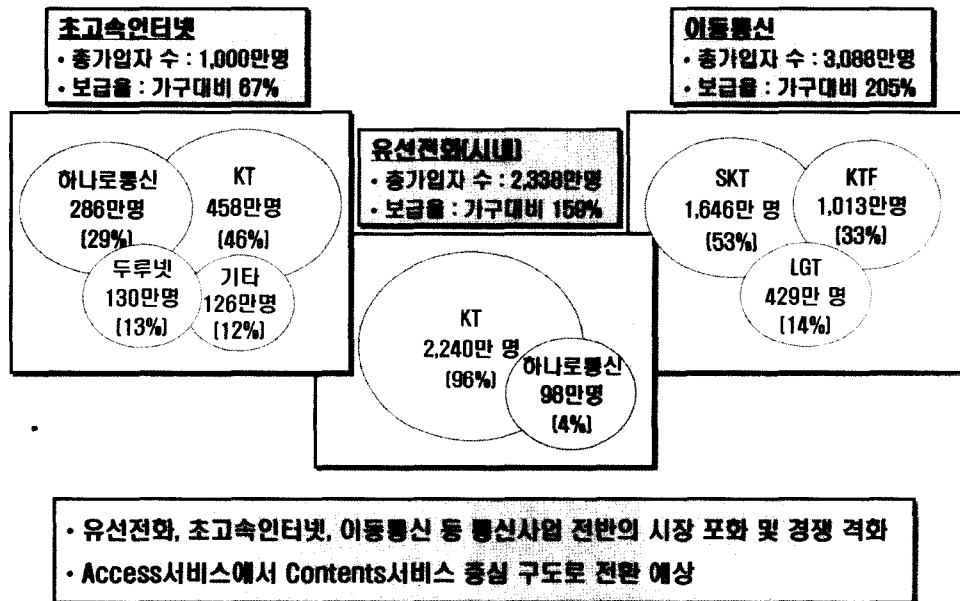 초고속인터넷
• 총가입자 수 : 1,000만명
• 보급율 : 가구대비 67%
하나로통신
286만명
(29%)
KT
458만명
(46%)
두루넷
130만명
(13%)
기타
126만명
(12%)
유선전화(시내)
• 총가입자 수 : 2,338만명
• 보급율 : 가구대비 159%
KT
2,240만 명
(96%)
하나로통신
98만명
(4%)
이동통신
• 총가입자 수 : 3,088만명
• 보급율 : 가구대비 205%
SKT
1,646만 명
(53%)
KTF
1,013만명
(33%)
LGT
429만 명
(14%)
• 유선전화, 초고속인터넷, 이동통신 등 통신사업 전반의 시장 포화 및 경쟁 격화
• Access서비스에서 Contents서비스 중심 구도로 전환 예상